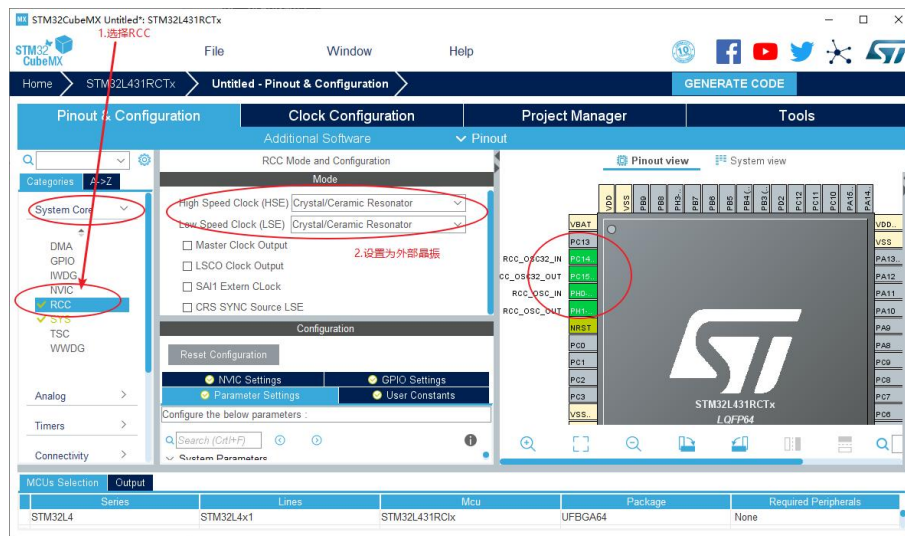 STM32CubeMX Untitled*: STM32L431RCTx
1.选择RCC
STM32
CubeMX
File
Window
Help
Home
STM32L431RCTx
Untitled - Pinout & Configuration
GENERATE CODE
Pinout & Configuration
Clock Configuration
Project Manager
Tools
Additional Software
Pinout
RCC Mode and Configuration
Pinout view
System view
Categories
A->Z
Mode
System Core
High Speed Clock (HSE)
Crystal/Ceramic Resonator
Low Speed Clock (LSE)
Crystal/Ceramic Resonator
2.设置为外部晶振
Master Clock Output
LSCO Clock Output
SAI1 Extern CLock
CRS SYNC Source LSE
DMA
GPIO
IWDG
NVIC
RCC
SYS
TSC
WWDG
Analog
Timers
Connectivity
Configuration
Reset Configuration
NVIC Settings
GPIO Settings
Parameter Settings
User Constants
Configure the below parameters :
Search (Crtl+F)
System Parameters
VDD
VSS
PB9
PB8
PH3-..
PB7
PB6
PB5
PB4 (..
PB3 (..
PD2
PC12
PC11
PC10
PA15..
PA14..
VBAT
PC13
RCC_OSC32_IN
PC14..
CC_OSC32_OUT
PC15..
RCC_OSC_IN
PH0-..
RCC_OSC_OUT
PH1-..
NRST
PC0
PC1
PC2
PC3
VSS..
VDD..
VSS
PA13..
PA12
PA11
PA10
PA9
PA8
PC9
PC8
PC7
PC6
STM32L431RCTx
LQFP64
MCUs Selection
Output
Series
Lines
Mcu
Package
Required Peripherals
STM32L4
STM32L4x1
STM32L431RCIx
UFBGA64
None